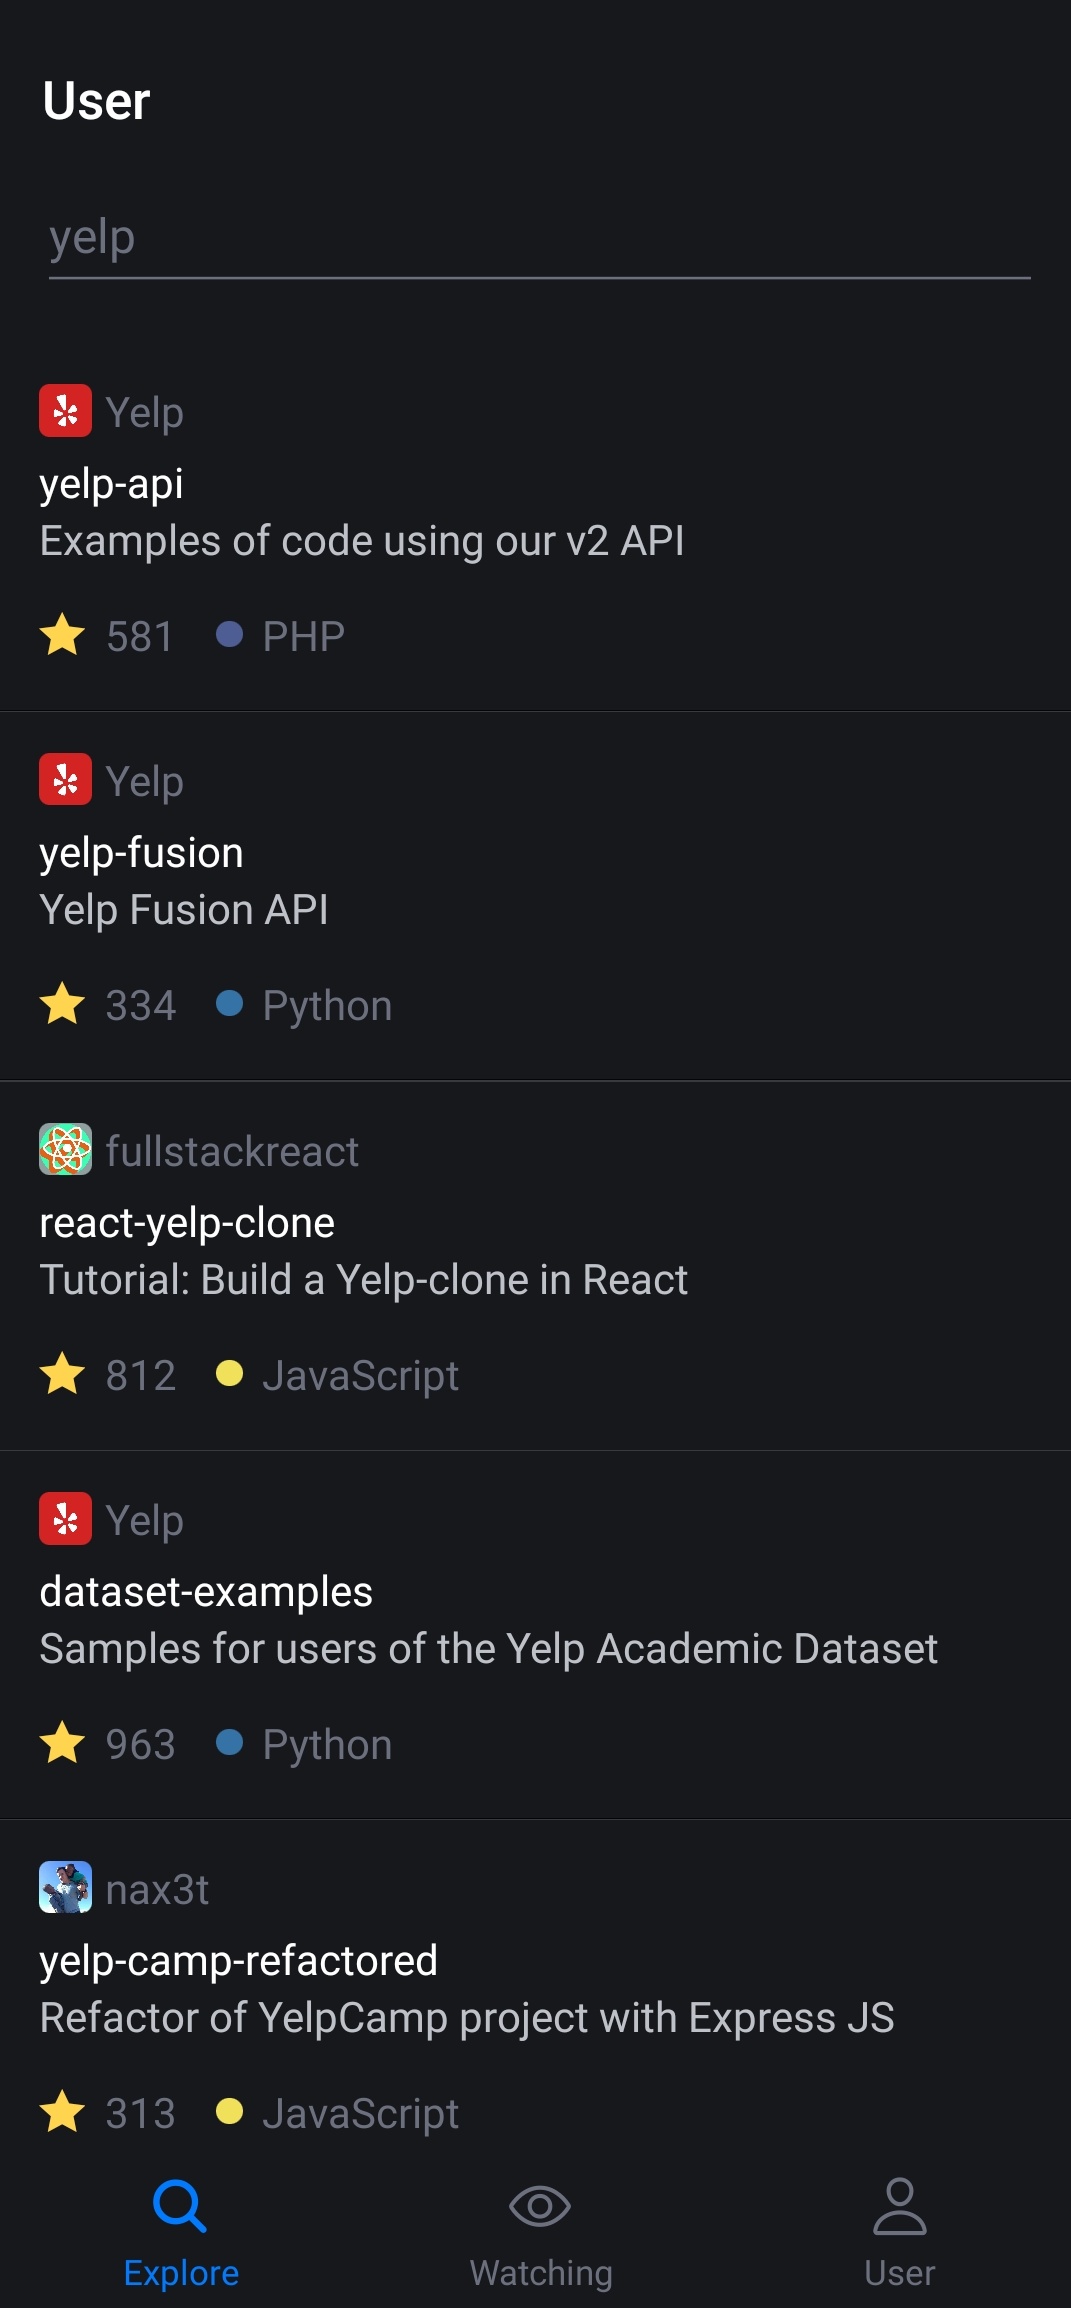 User
yelp
Yelp
yelp-api
Examples of code using our v2 API
581 PHP
Yelp
yelp-fusion
Yelp Fusion API
334 Python
fullstackreact
react-yelp-clone
Tutorial: Build a Yelp-clone in React
812 JavaScript
Yelp
dataset-examples
Samples for users of the Yelp Academic Dataset
963 Python
nax3t
yelp-camp-refactored
Refactor of YelpCamp project with Express JS
313 JavaScript
Explore Watching User